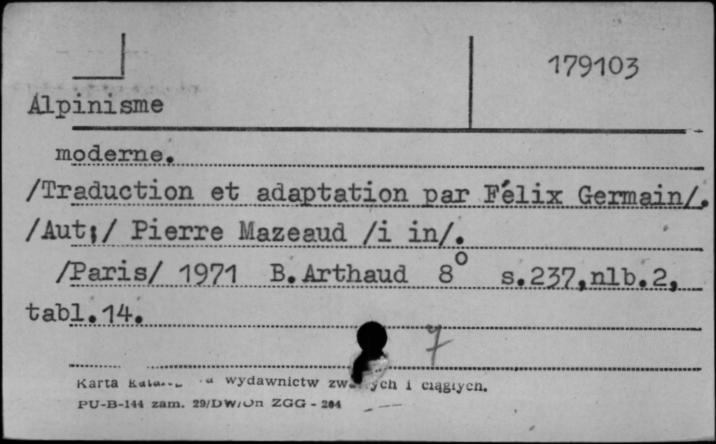 179103
Alpinisme
moderne.
/Traduction et adaptation par Félix Germain/.
/Aut;/ Pierre Mazeaud /i in/.
/Paris/ 1971 B.Arthaud 8° s.237,nlb.2,
tabl.14.
7
Karta wydawnictw i ciągłych.
PU-B-144 zam. 29/DW/On ZGG - 204